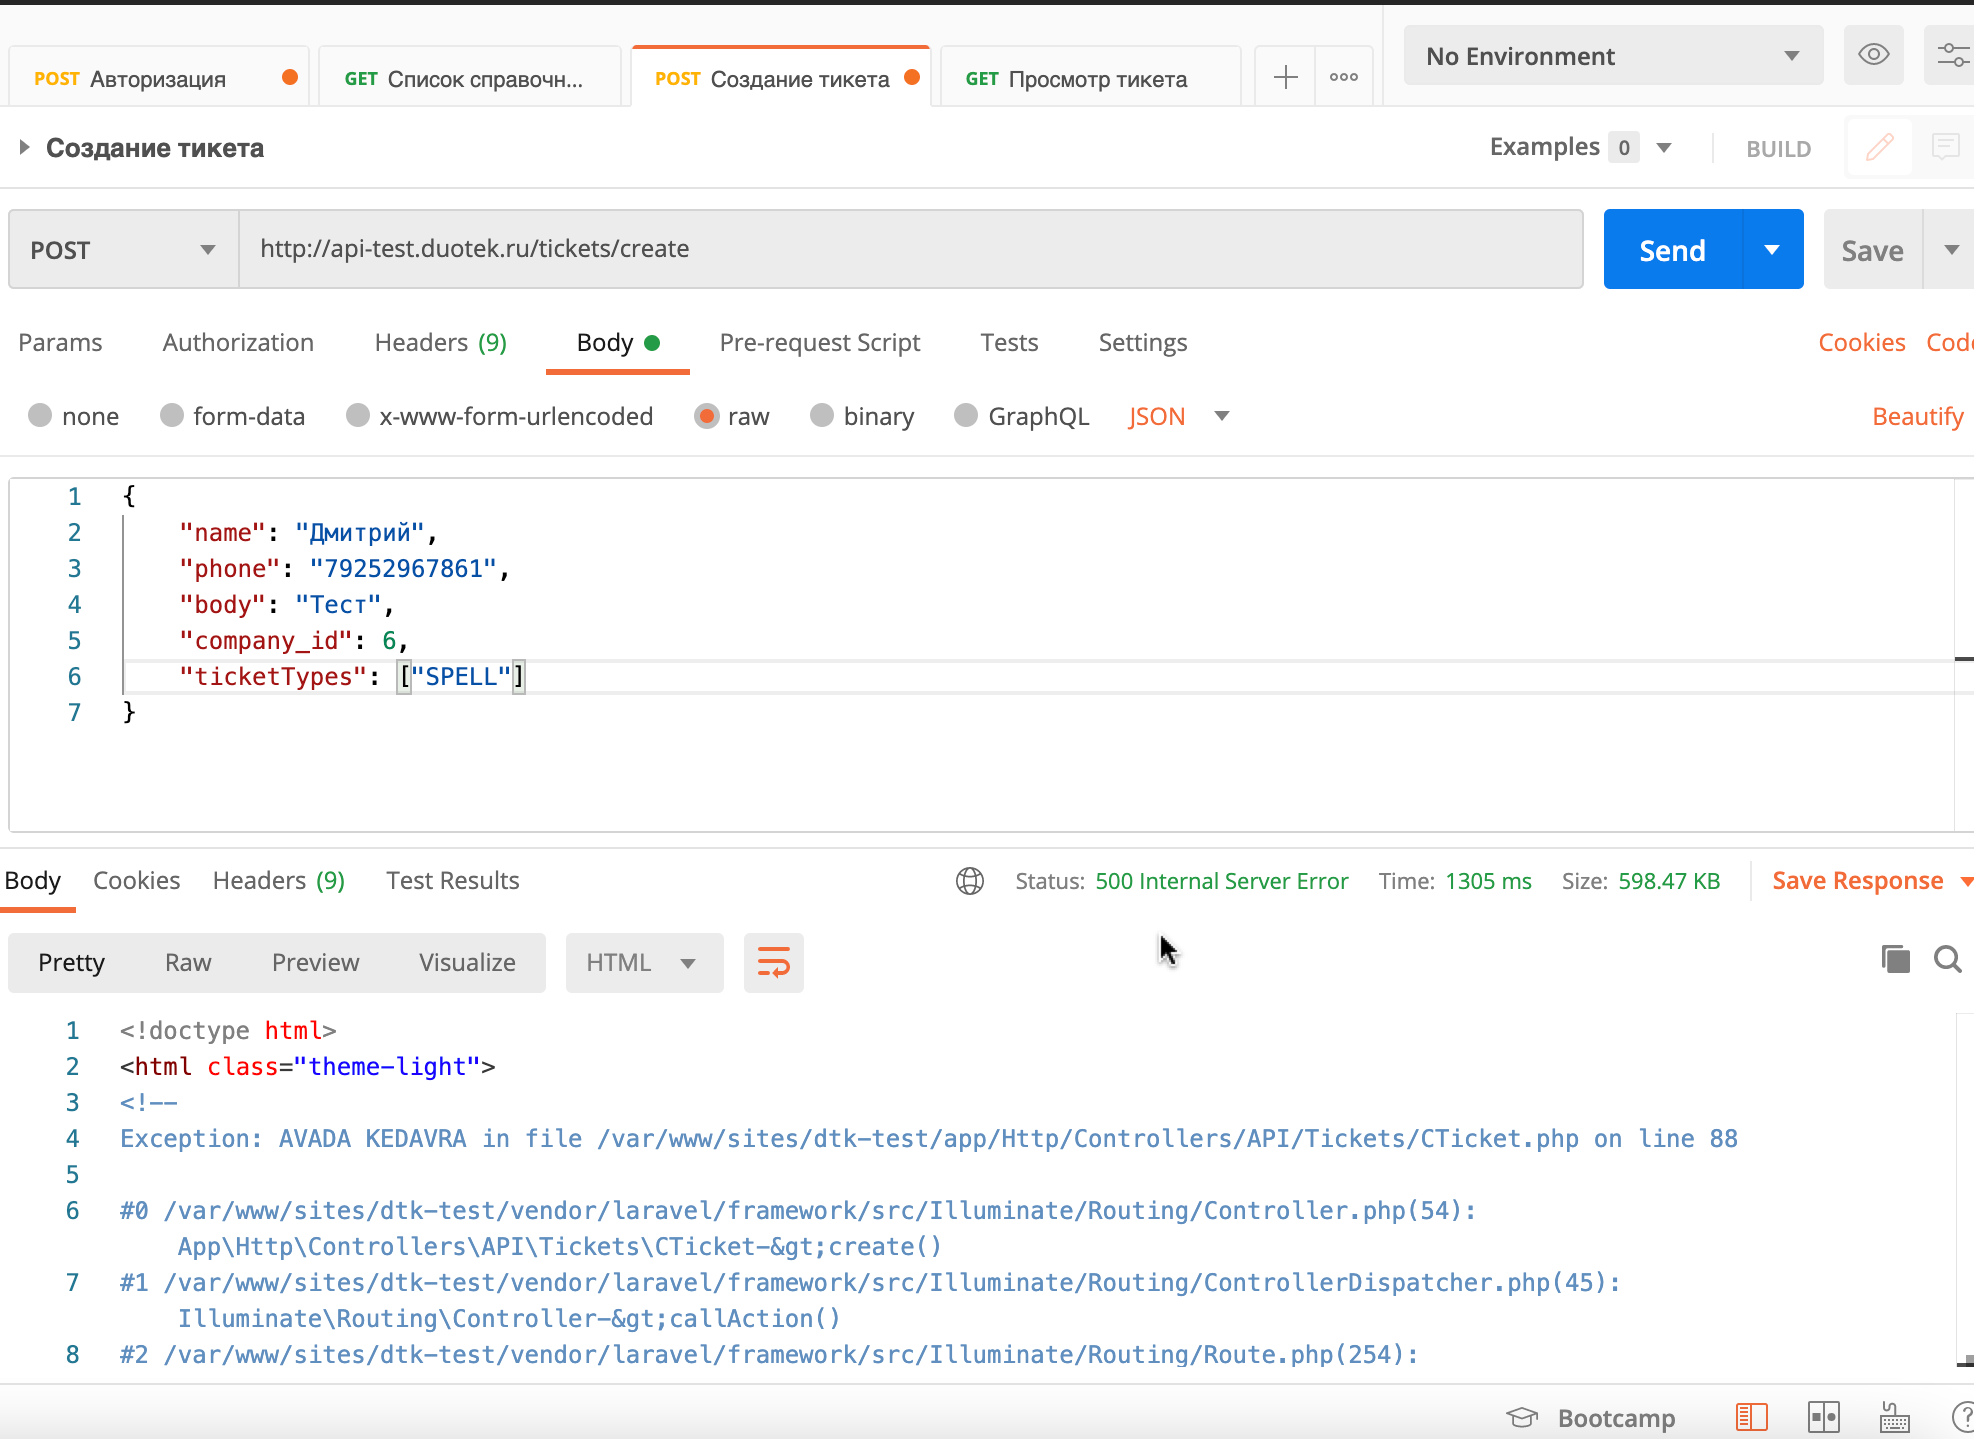 POST Авторизация
GET Список справочн...
POST Создание тикета
GET Просмотр тикета
No Environment
Создание тикета
Examples 0
BUILD
POST
http://api-test.duotek.ru/tickets/create
Send
Save
Params Authorization Headers (9) Body Pre-request Script Tests Settings
Cookies
none form-data x-www-form-urlencoded raw binary GraphQL JSON
Beautify
1 {
2 "name": "Дмитрий",
3 "phone": "79252967861",
4 "body": "Тест",
5 "company_id": 6,
6 "ticketTypes": ["SPELL"]
7 }
Body Cookies Headers (9) Test Results
Status: 500 Internal Server Error Time: 1305 ms Size: 598.47 KB
Save Response
Pretty Raw Preview Visualize HTML
1 <!doctype html>
2 <html class="theme-light">
3 <!--
4 Exception: AVADA KEDAVRA in file /var/www/sites/dtk-test/app/Http/Controllers/API/Tickets/CTicket.php on line 88
5
6 #0 /var/www/sites/dtk-test/vendor/laravel/framework/src/Illuminate/Routing/Controller.php(54):
App\Http\Controllers\API\Tickets\CTicket-&gt;create()
7 #1 /var/www/sites/dtk-test/vendor/laravel/framework/src/Illuminate/Routing/ControllerDispatcher.php(45):
Illuminate\Routing\Controller-&gt;callAction()
8 #2 /var/www/sites/dtk-test/vendor/laravel/framework/src/Illuminate/Routing/Route.php(254):
Bootcamp